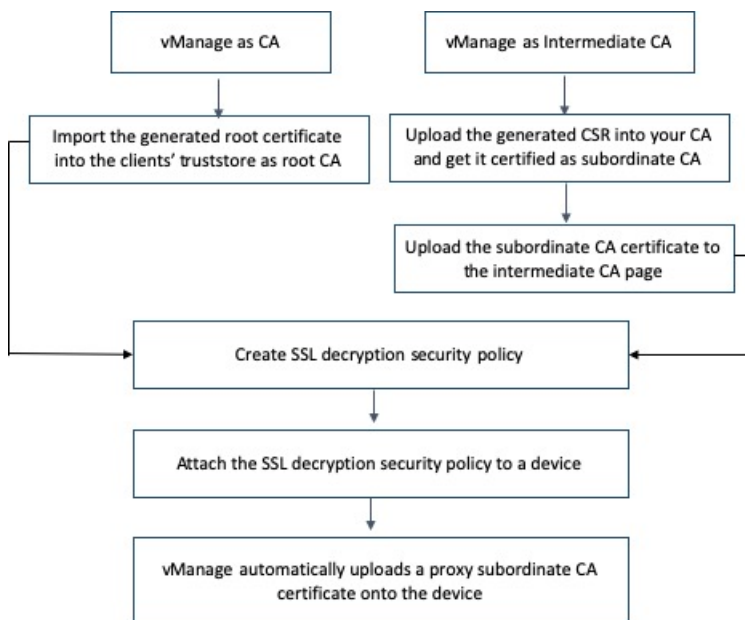 vManage as CA
vManage as Intermediate CA
Import the generated root certificate
into the clients’ truststore as root CA
Upload the generated CSR into your CA
and get it certified as subordinate CA
Upload the subordinate CA certificate to
the intermediate CA page
Create SSL decryption security policy
Attach the SSL decryption security policy to a device
vManage automatically uploads a proxy subordinate CA
certificate onto the device